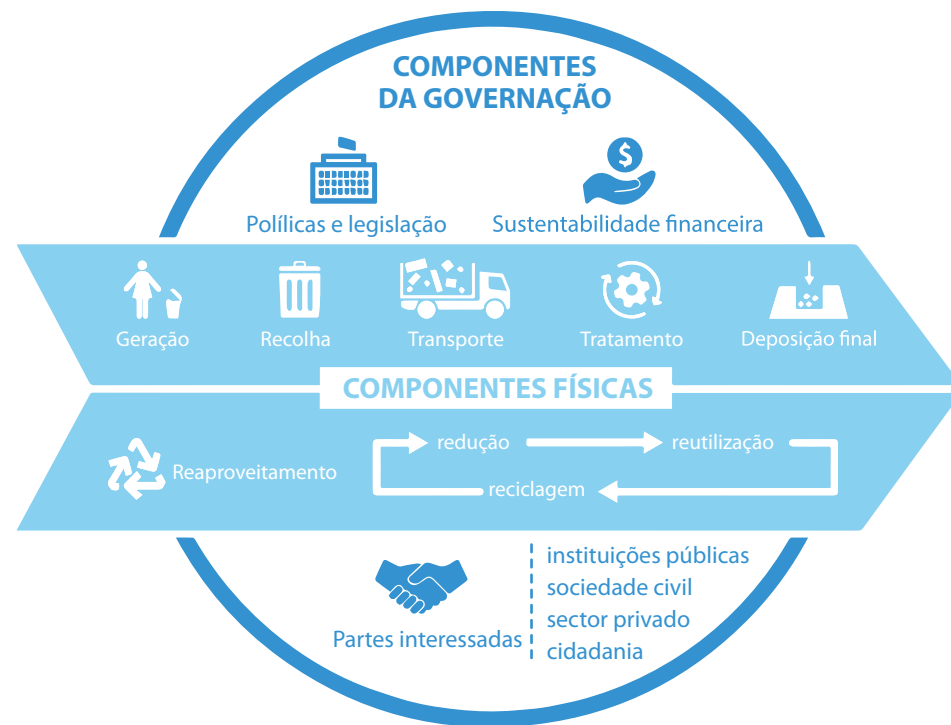 COMPONENTES
DA GOVERNAÇÃO
$
Polílicas e legislação
Sustentabilidade financeira
Geração
Recolha
Transporte
Tratamento
Deposição final
COMPONENTES FÍSICAS
Reaproveitamento
redução
reutilização
reciclagem
Partes interessadas
instituições públicas
sociedade civil
sector privado
cidadania